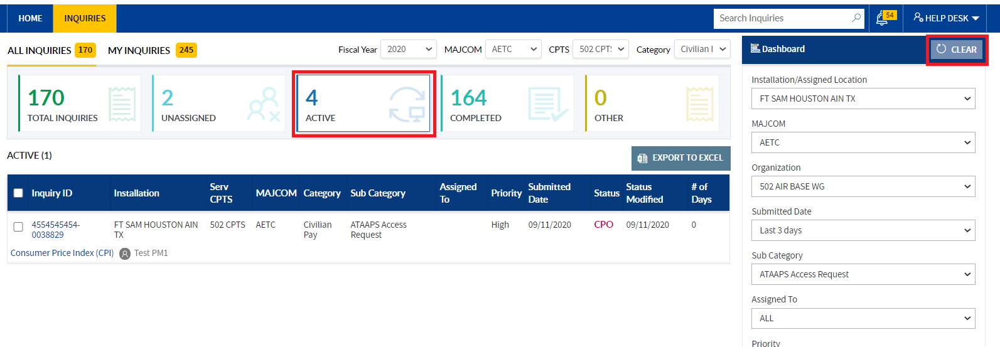 HOME INQUIRIES Search Inquiries 54 HELP DESK
ALL INQUIRIES 170 MY INQUIRIES 245 Fiscal Year 2020 MAJCOM AETC CPTS 502 CPT: Category Civilian I
170 2 4 164 0
TOTAL INQUIRIES UNASSIGNED ACTIVE COMPLETED OTHER
ACTIVE (1) EXPORT TO EXCEL
Inquiry ID Installation Serv CPTS MAJCOM Category Sub Category Assigned To Priority Submitted Date Status Status Modified # of Days
4554545454-0038829 FT SAM HOUSTON AIN TX 502 CPTS AETC Civilian Pay ATAAPS Access Request High 09/11/2020 CPO 09/11/2020 0
Consumer Price Index (CPI) Test PM1
Dashboard CLEAR
Installation/Assigned Location
FT SAM HOUSTON AIN TX
MAJCOM
AETC
Organization
502 AIR BASE WG
Submitted Date
Last 3 days
Sub Category
ATAAPS Access Request
Assigned To
ALL
Priority